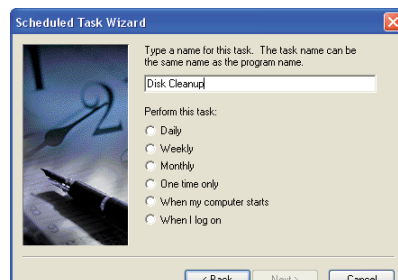 Scheduled Task Wizard
Type a name for this task. The task name can be
the same name as the program name.
Disk Cleanup
Perform this task:
Daily
Weekly
Monthly
One time only
When my computer starts
When I log on
< Back Next > Cancel